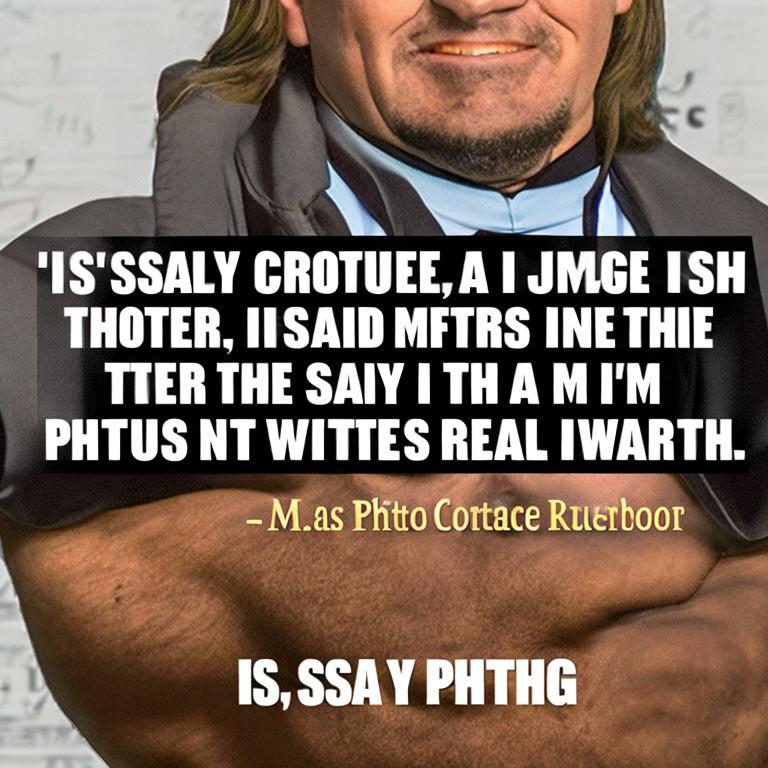 'IS'SSALY CROTUEE, A I JMLGE ISH
THOTER, IISAID MFTRS INE THIE
TTER THE SAIY I TH A M I'M
PHTUS NT WITTES REAL IWARTH.
– M.as Phtto Cortace Ruerboor
IS, SSAY PHTHG